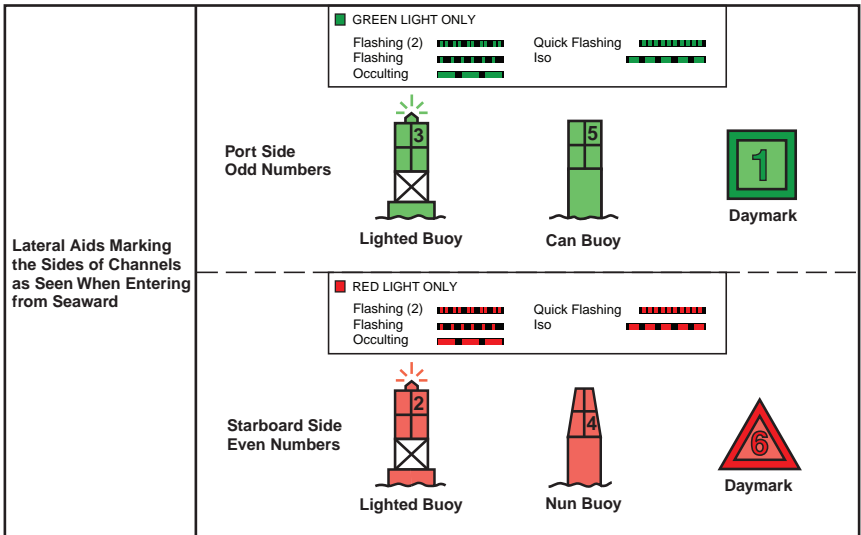 Lateral Aids Marking
the Sides of Channels
as Seen When Entering
from Seaward
GREEN LIGHT ONLY
Flashing (2)
Quick Flashing
Flashing
Iso
Occulting
Port Side
Odd Numbers
3
5
1
Lighted Buoy
Can Buoy
Daymark
RED LIGHT ONLY
Flashing (2)
Quick Flashing
Flashing
Iso
Occulting
Starboard Side
Even Numbers
2
4
6
Lighted Buoy
Nun Buoy
Daymark